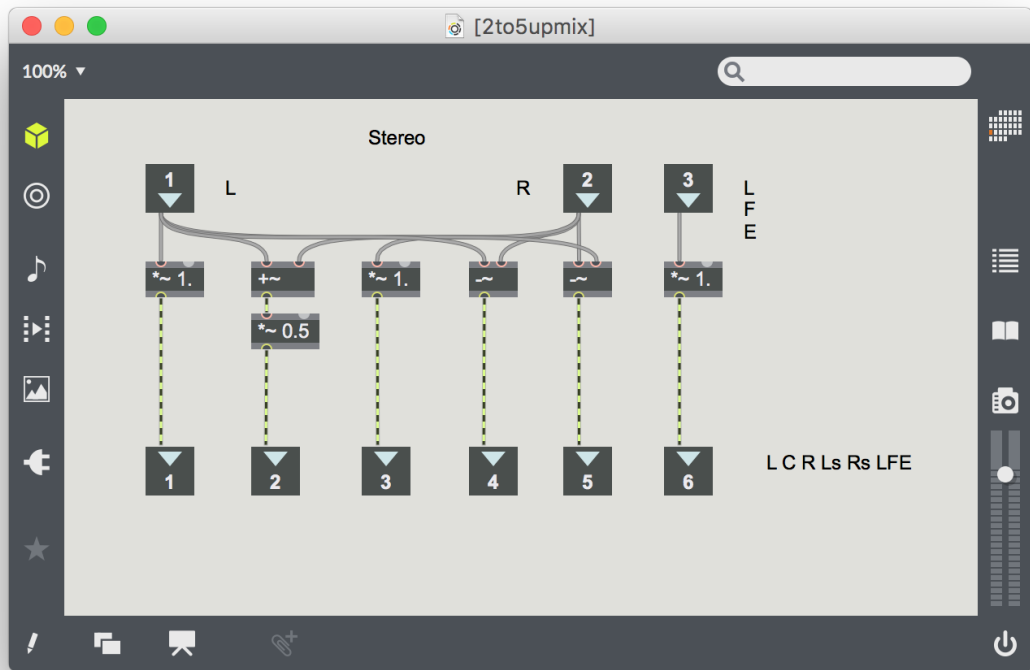 [2to5upmix]
100%
Stereo
1 L R 2 3 L
F
E
*~ 1. +~ *~ 1. -~ -~ *~ 1.
*~ 0.5
1 2 3 4 5 6 L C R Ls Rs LFE